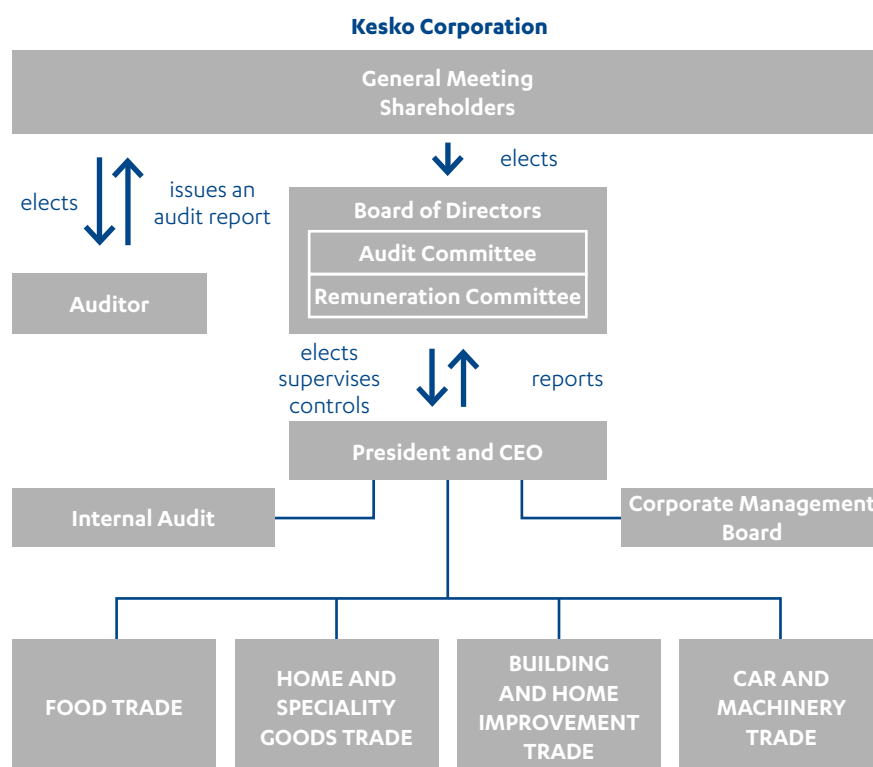 Kesko Corporation
General Meeting
Shareholders
elects
issues an
audit report
elects
Board of Directors
Audit Committee
Remuneration Committee
Auditor
elects
supervises
controls
reports
President and CEO
Internal Audit
Corporate Management
Board
FOOD TRADE
HOME AND
SPECIALITY
GOODS TRADE
BUILDING
AND HOME
IMPROVEMENT
TRADE
CAR AND
MACHINERY
TRADE